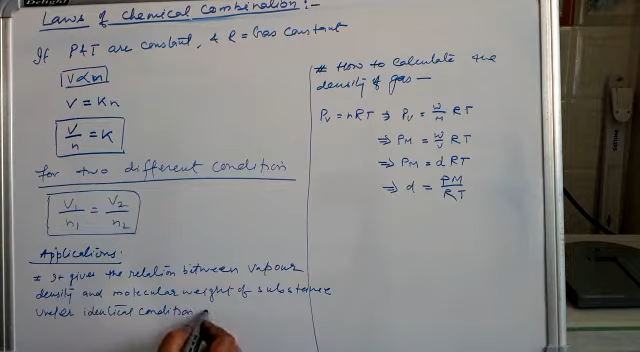 Delight
Laws of Chemical Combination:-
If P&T are constant, & R = Gas constant
V∝n
V = Kn
V/n = K
for two different condition
V1/n1 = V2/n2
Applications:
* It gives the relation between vapour
density and molecular weight of substance
under identical condition
* How to calculate the
density of gas —
PV = nRT ⇒ PV = w/M RT
⇒ PM = w/V RT
⇒ PM = d RT
⇒ d = PM/RT